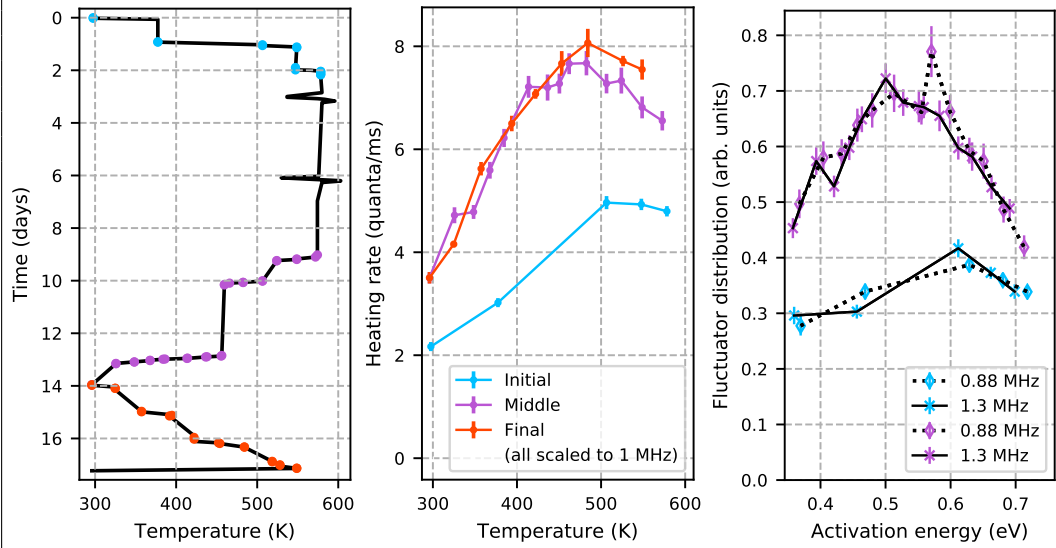 0
2
4
6
8
10
12
14
16
Time (days)
300
400
500
600
Temperature (K)
8
6
4
2
0
Heating rate (quanta/ms)
Initial
Middle
Final
(all scaled to 1 MHz)
300
400
500
600
Temperature (K)
0.8
0.7
0.6
0.5
0.4
0.3
0.2
0.1
0.0
Fluctuator distribution (arb. units)
0.88 MHz
1.3 MHz
0.88 MHz
1.3 MHz
0.4
0.5
0.6
0.7
Activation energy (eV)